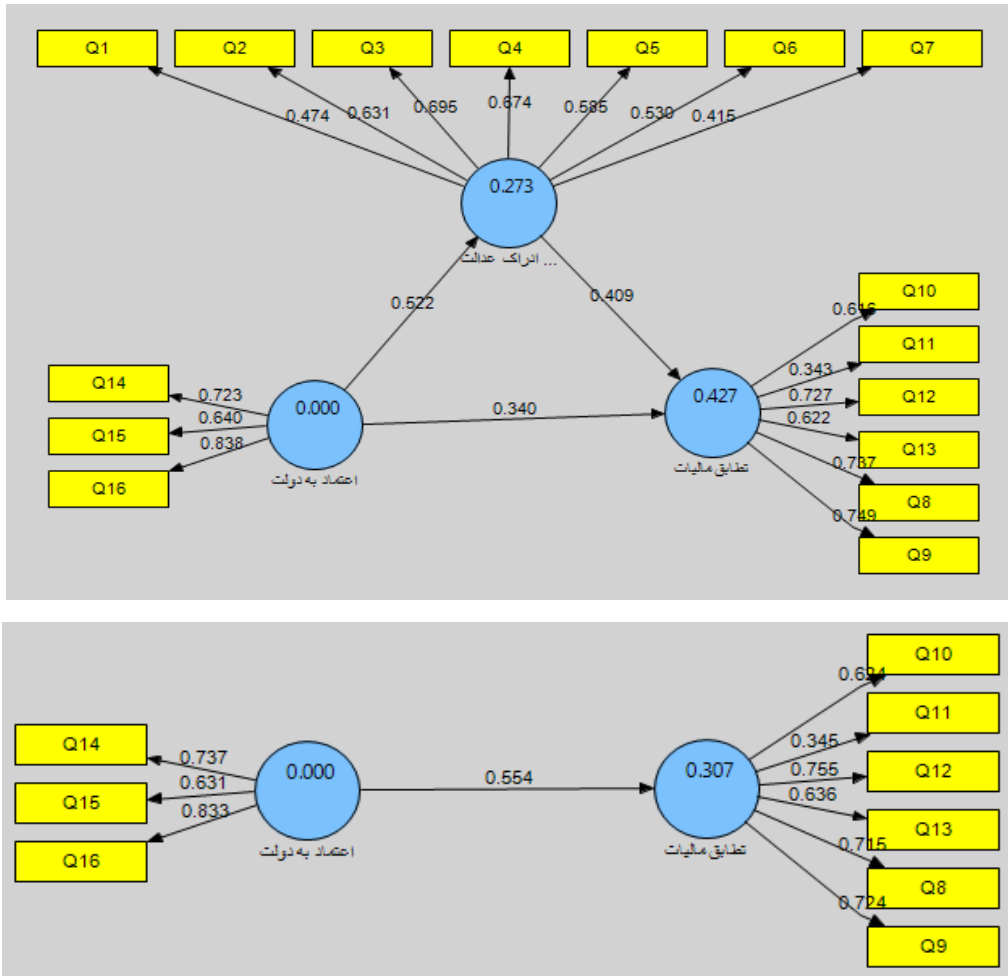 Q1 Q2 Q3 Q4 Q5 Q6 Q7
0.474 0.631 0.695 0.674 0.585 0.530 0.415
0.273
ادراک عدالت ...
0.522 0.409
Q14
Q15
Q16
0.723
0.640
0.838
0.000
اعتماد به دولت
0.340
0.427
تطابق مالیات
0.616
0.343
0.727
0.622
0.737
0.749
Q10
Q11
Q12
Q13
Q8
Q9
Q14
Q15
Q16
0.737
0.631
0.833
0.000
اعتماد به دولت
0.554
0.307
تطابق مالیات
0.624
0.345
0.755
0.636
0.715
0.724
Q10
Q11
Q12
Q13
Q8
Q9